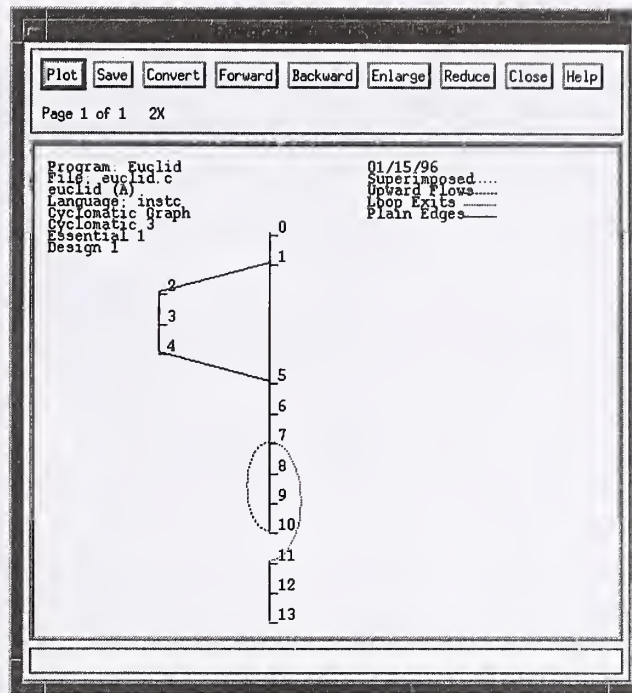 Plot Save Convert Forward Backward Enlarge Reduce Close Help
Page 1 of 1 2X
Program: Euclid
File: euclid.c
euclid (A)
Language: instc
Cyclomatic Graph
Cyclomatic 3
Essential 1
Design 1
01/15/96
Superimposed....
Upward Flows......
Loop Exits
Plain Edges
0
1
2
3
4
5
6
7
8
9
10
11
12
13